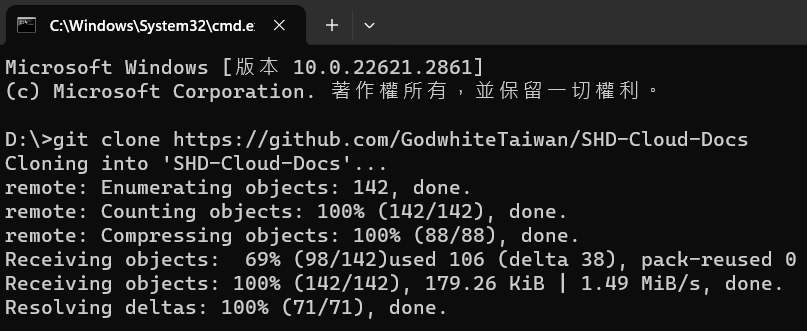 C:\Windows\System32\cmd.e
Microsoft Windows [版本 10.0.22621.2861]
(c) Microsoft Corporation. 著作權所有，並保留一切權利。
D:\>git clone https://github.com/GodwhiteTaiwan/SHD-Cloud-Docs
Cloning into 'SHD-Cloud-Docs'...
remote: Enumerating objects: 142, done.
remote: Counting objects: 100% (142/142), done.
remote: Compressing objects: 100% (88/88), done.
Receiving objects:  69% (98/142)used 106 (delta 38), pack-reused 0
Receiving objects: 100% (142/142), 179.26 KiB | 1.49 MiB/s, done.
Resolving deltas: 100% (71/71), done.